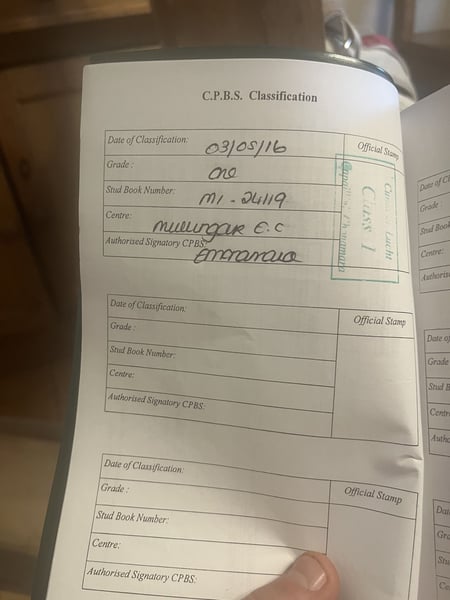 C.P.B.S. Classification
Date of Classification: 03/05/16
Official Stamp
Grade: One
Stud Book Number: M1-24119
Centre: Mullingar E.C
Authorised Signatory CPBS:
Class 1
Date of Classification:
Official Stamp
Grade:
Stud Book Number:
Centre:
Authorised Signatory CPBS:
Date of Classification:
Official Stamp
Grade:
Stud Book Number:
Centre:
Authorised Signatory CPBS: